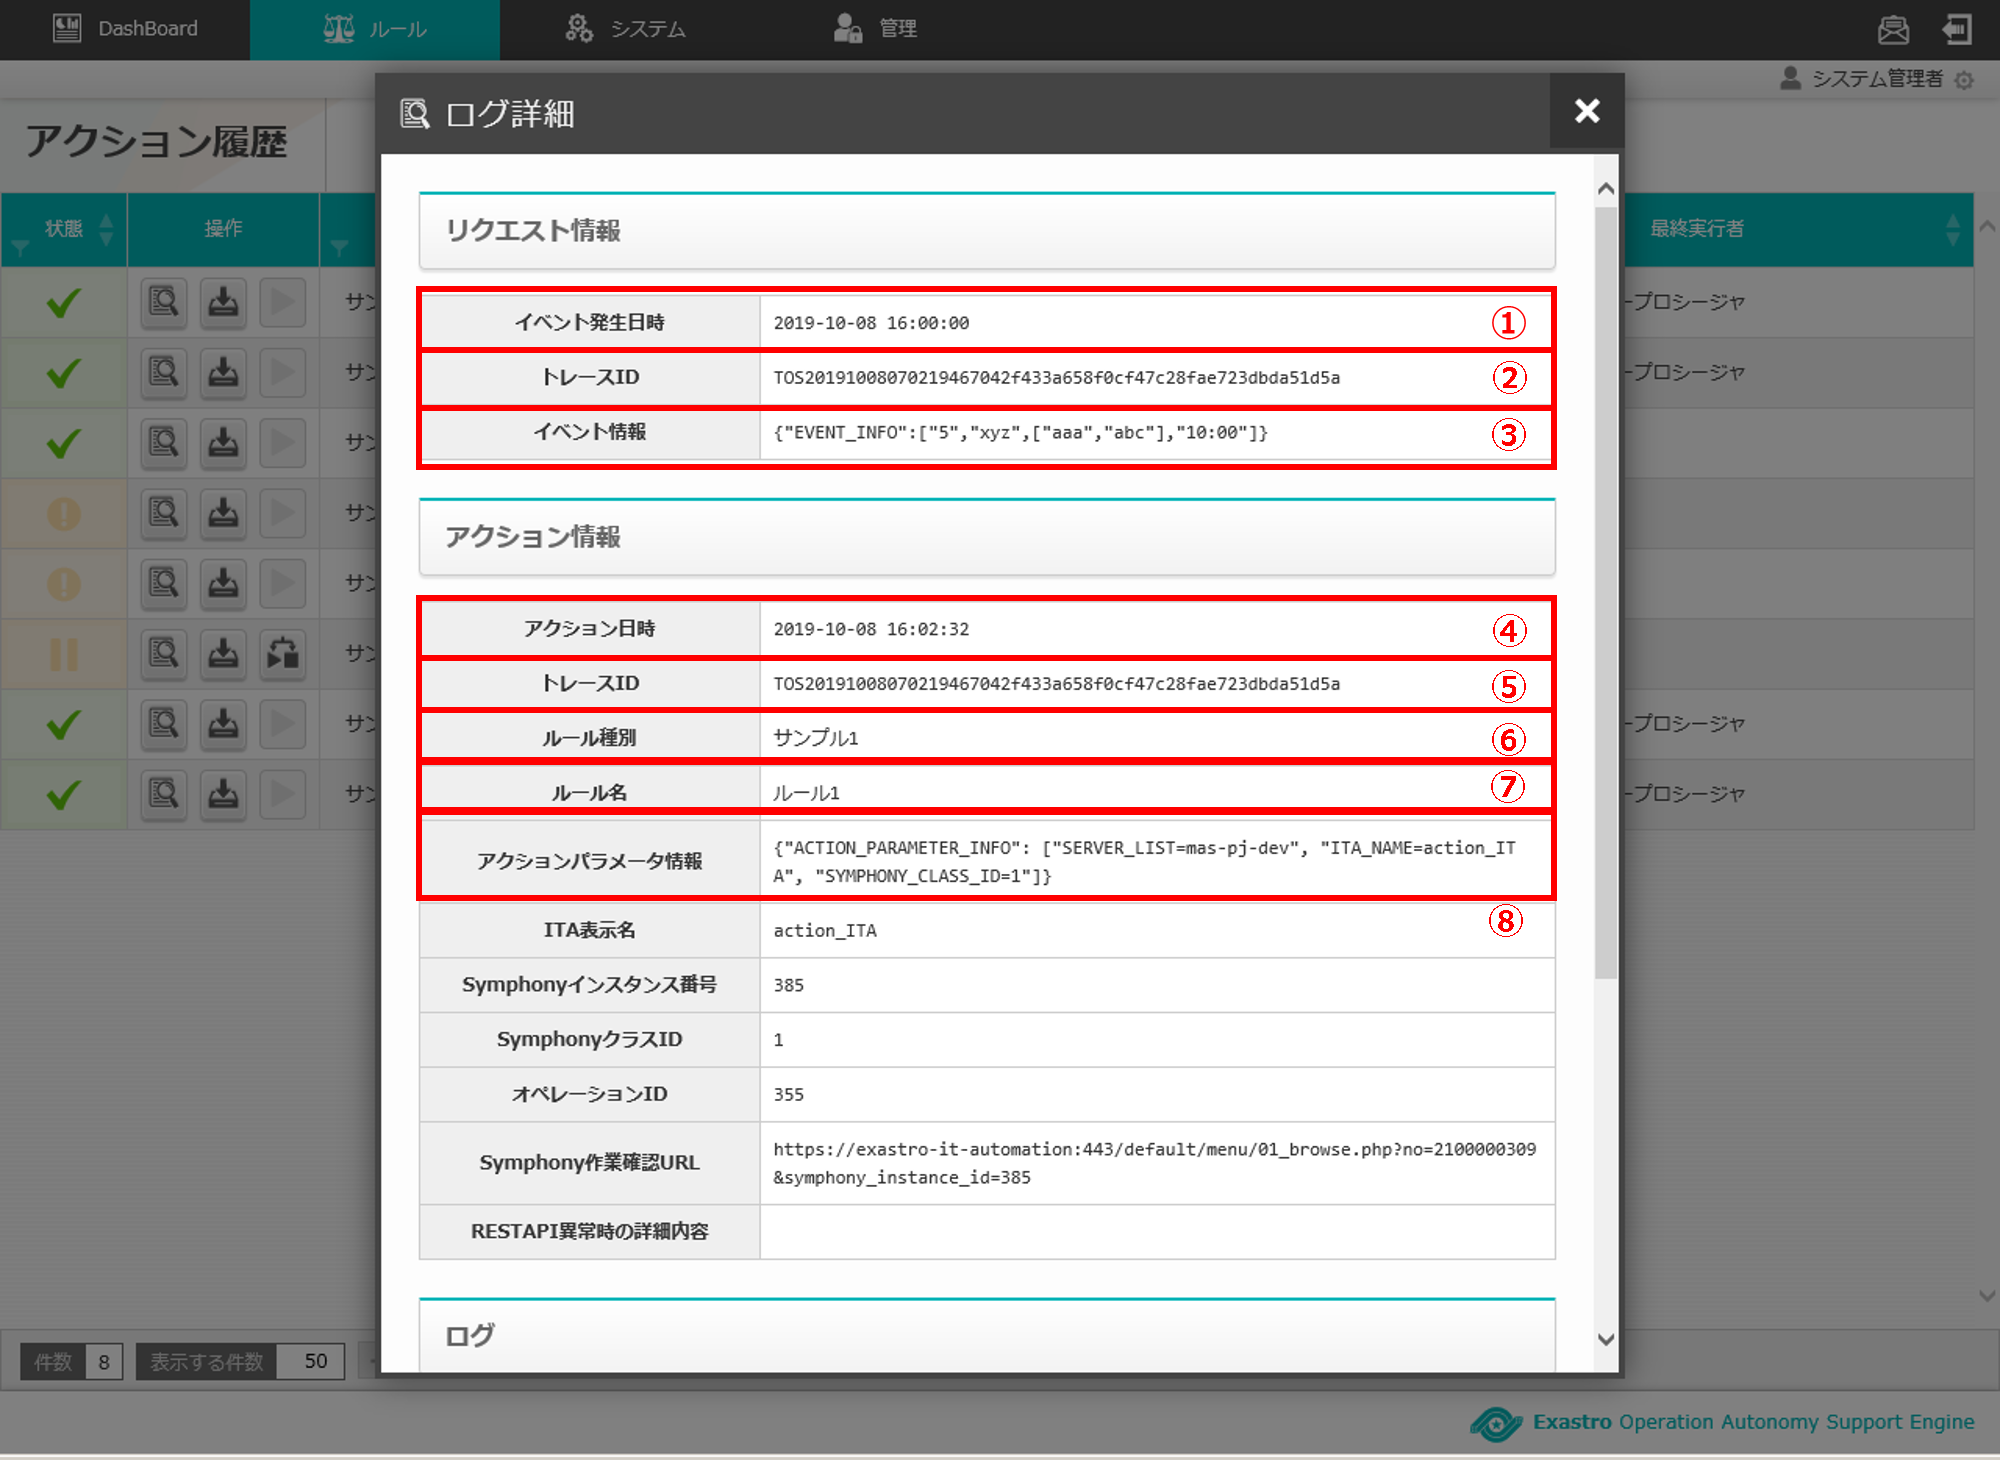 DashBoard ルール システム 管理
システム管理者
アクション履歴
状態 操作 最終実行者
サン
サン
サン
サン
サン
サン
サン
サン
ープロシージャ
ープロシージャ
ープロシージャ
ープロシージャ
ログ詳細
リクエスト情報
イベント発生日時 2019-10-08 16:00:00 ①
トレースID TOS20191008070219467042f433a658f0cf47c28fae723dbda51d5a ②
イベント情報 {"EVENT_INFO":["5","xyz",["aaa","abc"],"10:00"]} ③
アクション情報
アクション日時 2019-10-08 16:02:32 ④
トレースID TOS20191008070219467042f433a658f0cf47c28fae723dbda51d5a ⑤
ルール種別 サンプル1 ⑥
ルール名 ルール1 ⑦
アクションパラメータ情報 {"ACTION_PARAMETER_INFO": ["SERVER_LIST=mas-pj-dev", "ITA_NAME=action_IT
A", "SYMPHONY_CLASS_ID=1"]}
ITA表示名 action_ITA ⑧
Symphonyインスタンス番号 385
SymphonyクラスID 1
オペレーションID 355
Symphony作業確認URL https://exastro-it-automation:443/default/menu/01_browse.php?no=2100000309
&symphony_instance_id=385
RESTAPI異常時の詳細内容
ログ
件数 8 表示する件数 50
Exastro Operation Autonomy Support Engine